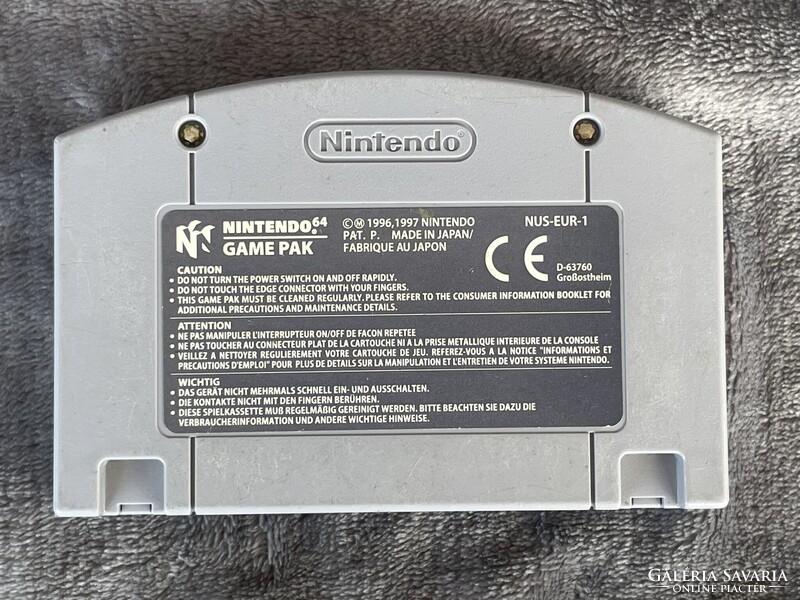 Nintendo®
NINTENDO64
GAME PAK
©Ⓜ 1996,1997 NINTENDO
PAT. P. MADE IN JAPAN/
FABRIQUE AU JAPON
NUS-EUR-1
CE
D-63760
Großostheim
CAUTION
• DO NOT TURN THE POWER SWITCH ON AND OFF RAPIDLY.
• DO NOT TOUCH THE EDGE CONNECTOR WITH YOUR FINGERS.
• THIS GAME PAK MUST BE CLEANED REGULARLY. PLEASE REFER TO THE CONSUMER INFORMATION BOOKLET FOR
ADDITIONAL PRECAUTIONS AND MAINTENANCE DETAILS.
ATTENTION
• NE PAS MANIPULER L'INTERRUPTEUR ON/OFF DE FACON REPETEE
• NE PAS TOUCHER AU CONNECTEUR PLAT DE LA CARTOUCHE NI A LA PRISE METALLIQUE INTERIEURE DE LA CONSOLE
• VEILLEZ A NETTOYER REGULIEREMENT VOTRE CARTOUCHE DE JEU. REFEREZ-VOUS A LA NOTICE "INFORMATIONS ET
PRECAUTIONS D'EMPLOI" POUR PLUS DE DETAILS SUR LA MANIPULATION ET L'ENTRETIEN DE VOTRE SYSTEME NINTENDO.
WICHTIG
• DAS GERÄT NICHT MEHRMALS SCHNELL EIN- UND AUSSCHALTEN.
• DIE KONTAKTE NICHT MIT DEN FINGERN BERÜHREN.
• DIESE SPIELKASSETTE MUß REGELMÄßIG GEREINIGT WERDEN. BITTE BEACHTEN SIE DAZU DIE
VERBRAUCHERINFORMATION UND ANDERE WICHTIGE HINWEISE.
GALÉRIA SAVARIA
ONLINE PIACTÉR